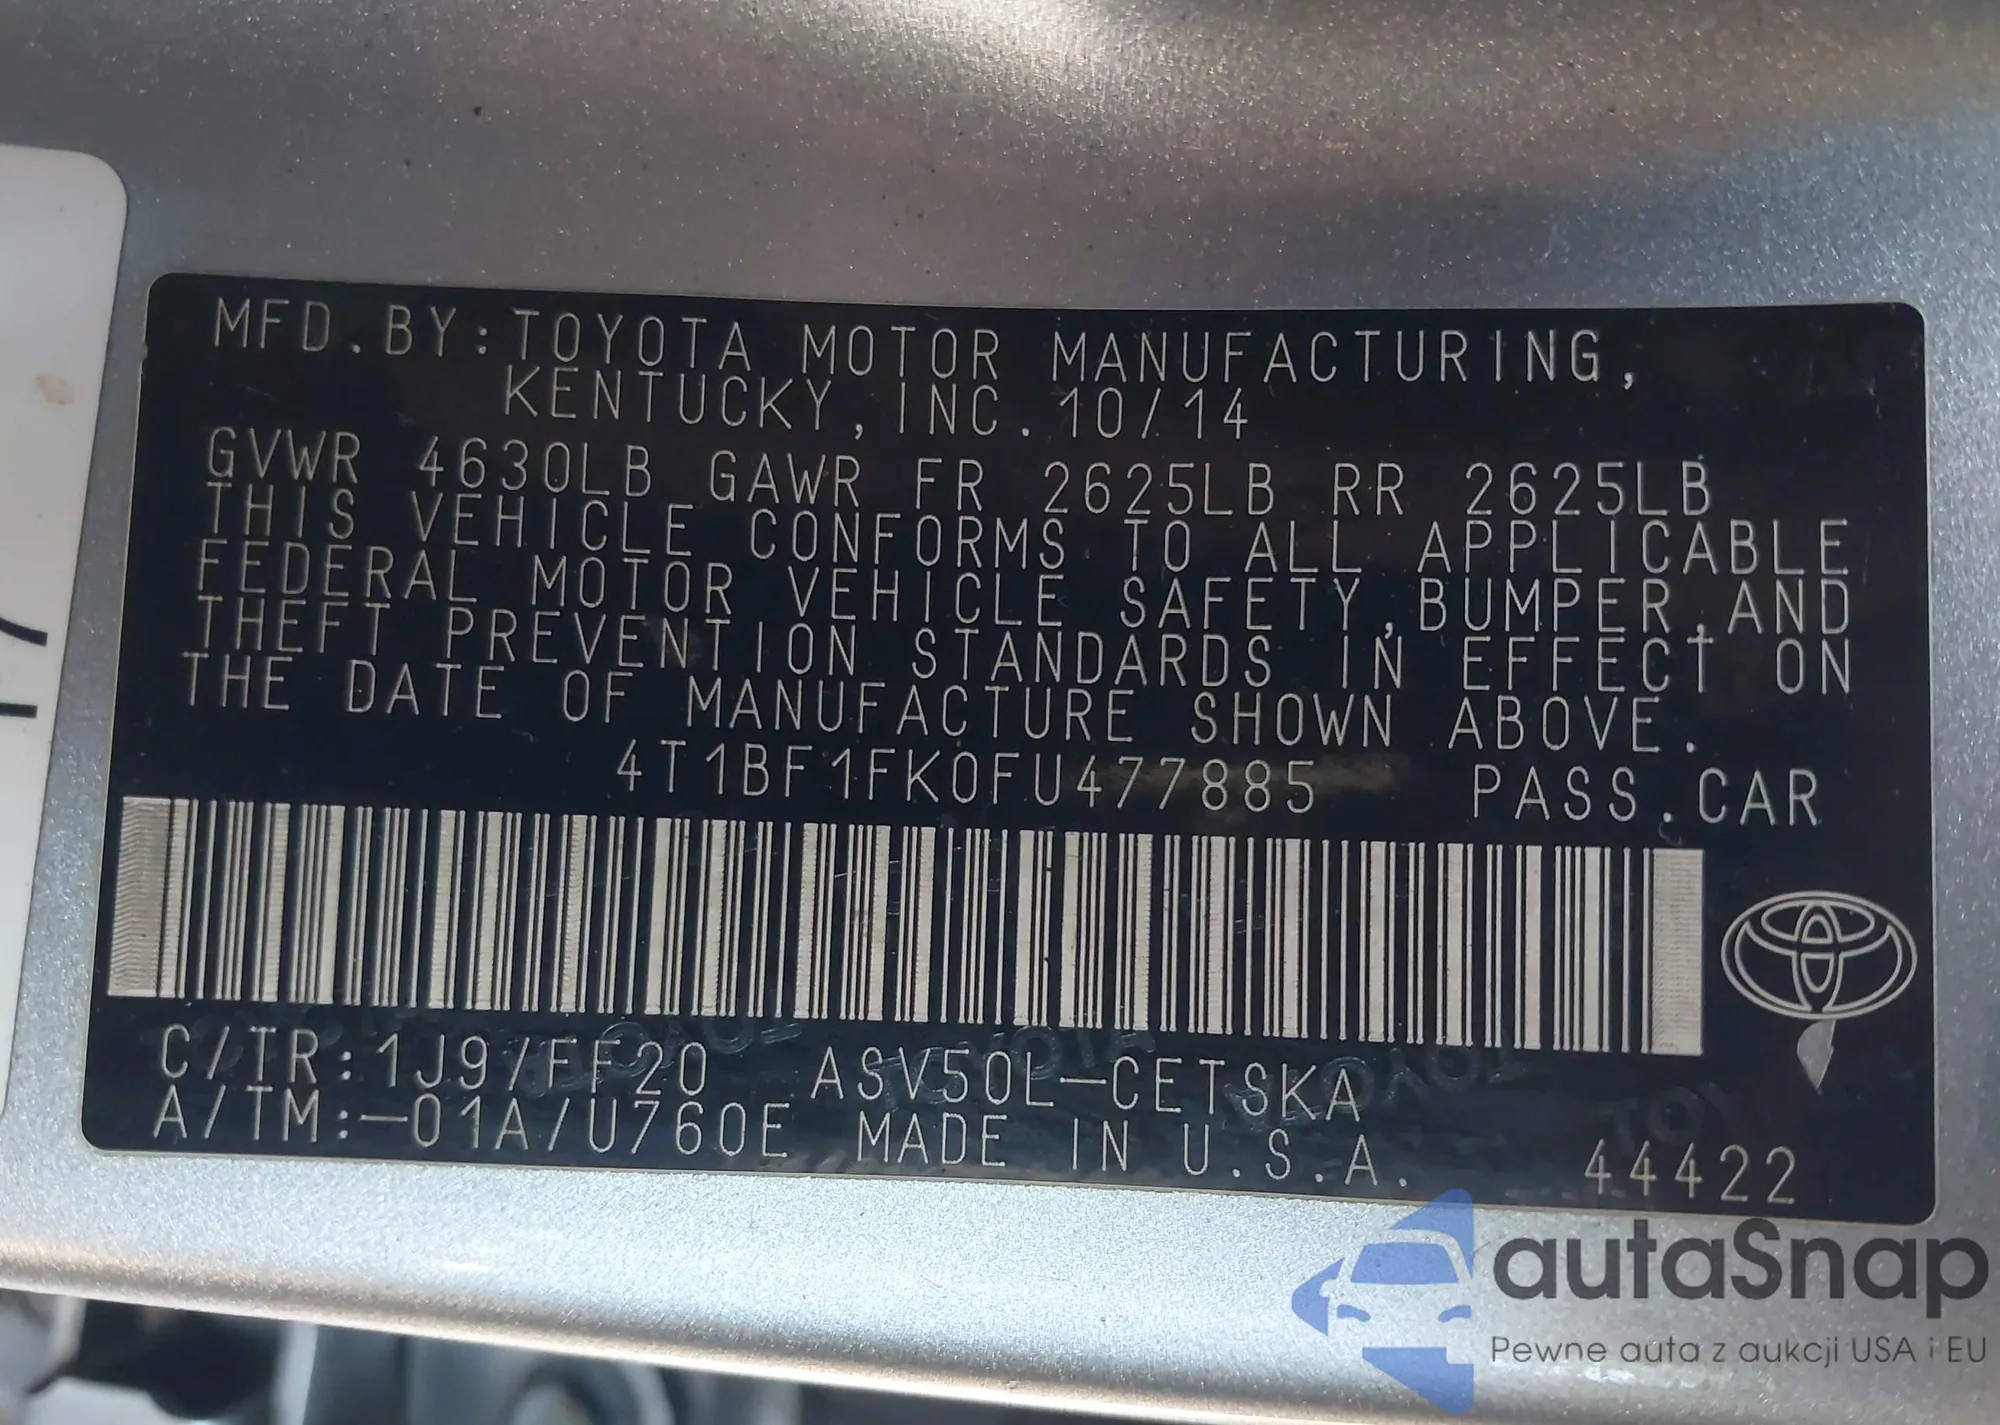 MFD.BY:TOYOTA MOTOR MANUFACTURING,
KENTUCKY,INC.10/14
GVWR 4630LB GAWR FR 2625LB RR 2625LB
THIS VEHICLE CONFORMS TO ALL APPLICABLE
FEDERAL MOTOR VEHICLE SAFETY,BUMPER,AND
THEFT PREVENTION STANDARDS IN EFFECT ON
THE DATE OF MANUFACTURE SHOWN ABOVE.
4T1BF1FK0FU477885 PASS.CAR
C/TR:1J9/FF20 ASV50L-CETSKA
A/TM:-01A/U760E MADE IN U.S.A. 44422
autaSnap
Pewne auta z aukcji USA i EU